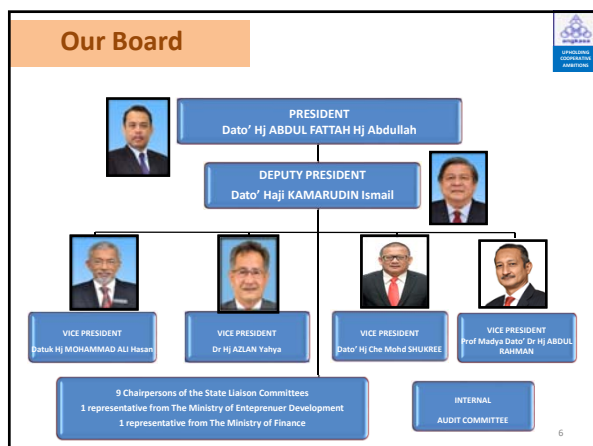 Our Board
angkasa
UPHOLDING
COOPERATIVE
AMBITIONS
PRESIDENT
Dato' Hj ABDUL FATTAH Hj Abdullah
DEPUTY PRESIDENT
Dato' Haji KAMARUDIN Ismail
VICE PRESIDENT
Datuk Hj MOHAMMAD ALI Hasan
VICE PRESIDENT
Dr Hj AZLAN Yahya
VICE PRESIDENT
Dato' Hj Che Mohd SHUKREE
VICE PRESIDENT
Prof Madya Dato' Dr Hj ABDUL
RAHMAN
9 Chairpersons of the State Liaison Committees
1 representative from The Ministry of Enteprenuer Development
1 representative from The Ministry of Finance
INTERNAL
AUDIT COMMITTEE
6